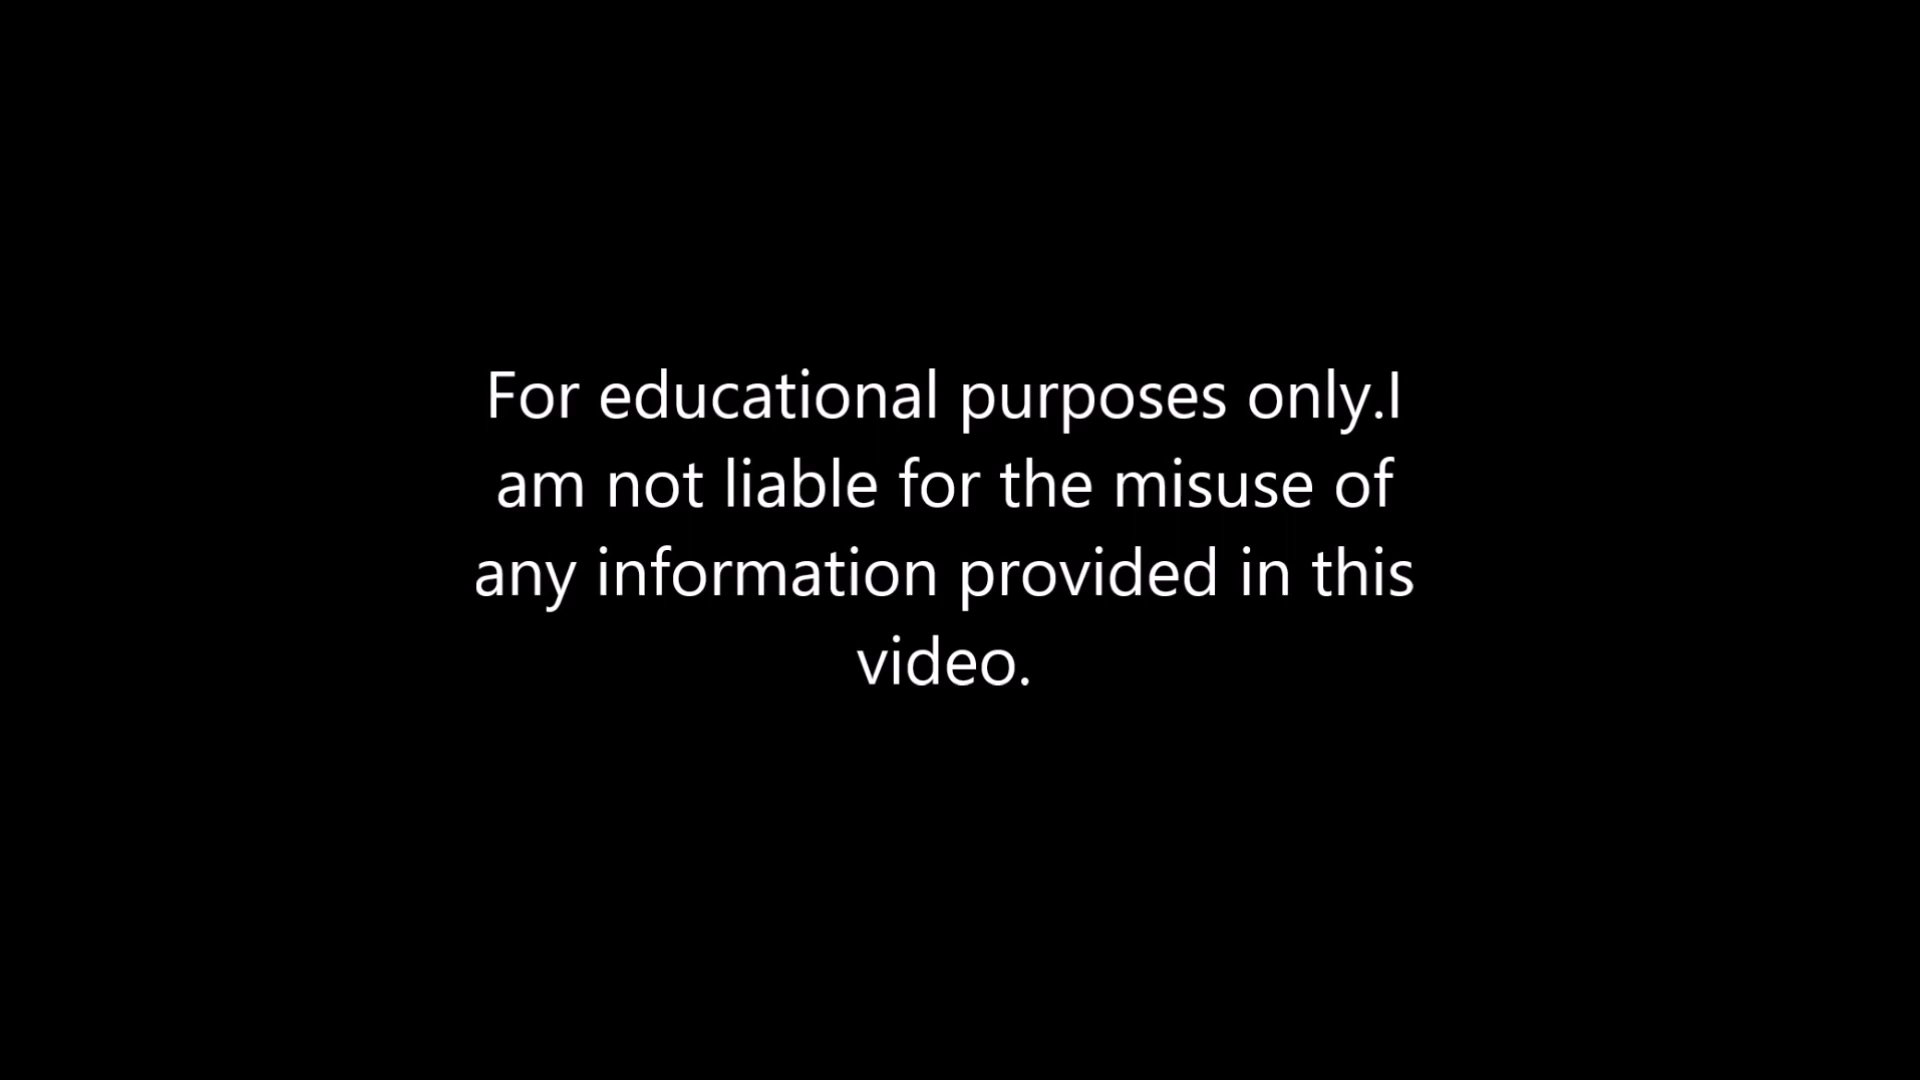 For educational purposes only.I
am not liable for the misuse of
any information provided in this
video.